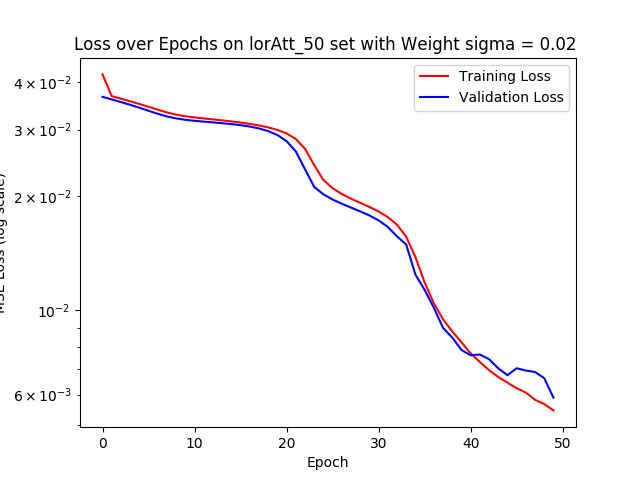 Loss over Epochs on lorAtt_50 set with Weight sigma = 0.02
Training Loss
Validation Loss
4 × 10⁻²
3 × 10⁻²
2 × 10⁻²
10⁻²
6 × 10⁻³
MSE Loss (log scale)
0 10 20 30 40 50
Epoch